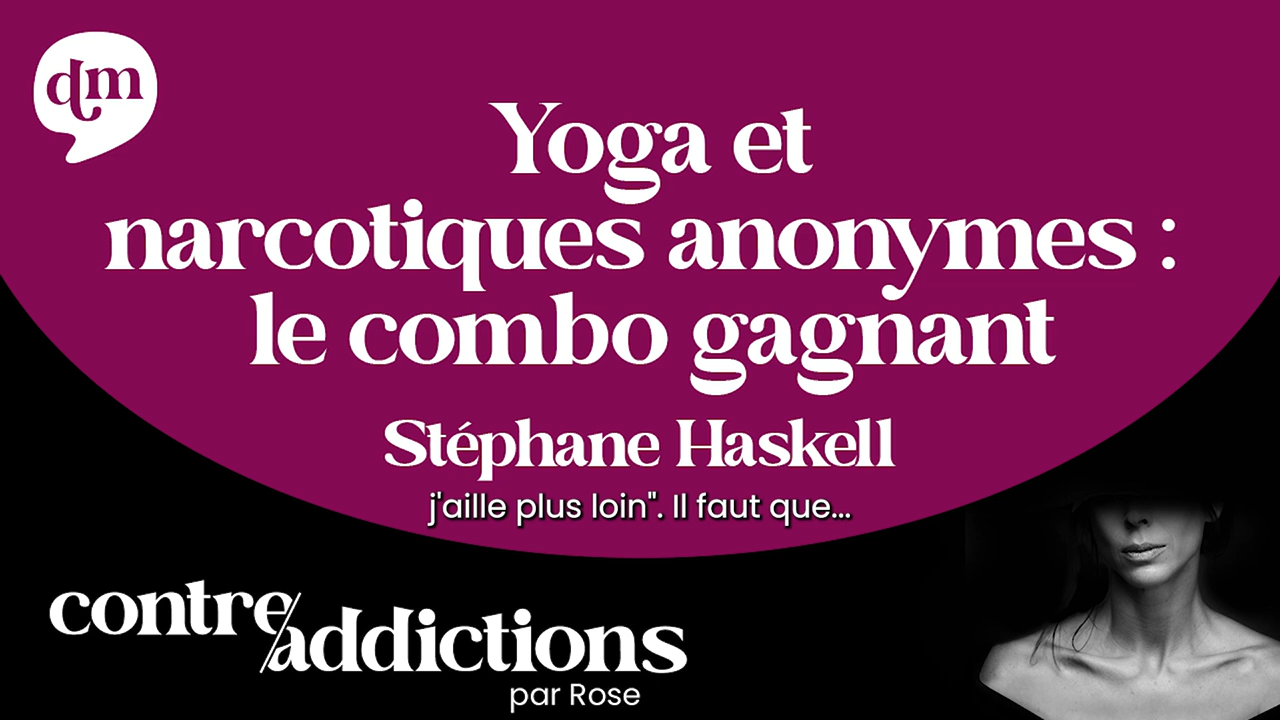 dm
Yoga et
narcotiques anonymes :
le combo gagnant
Stéphane Haskell
j'aille plus loin". Il faut que...
contre/addictions
par Rose